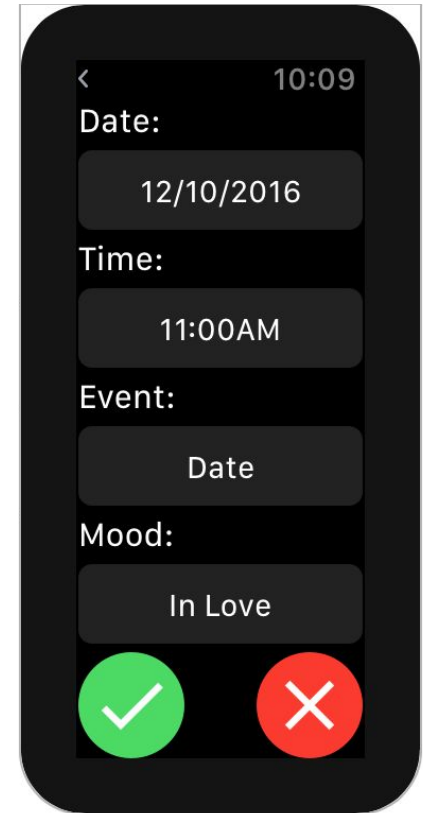 10:09
Date:
12/10/2016
Time:
11:00AM
Event:
Date
Mood:
In Love